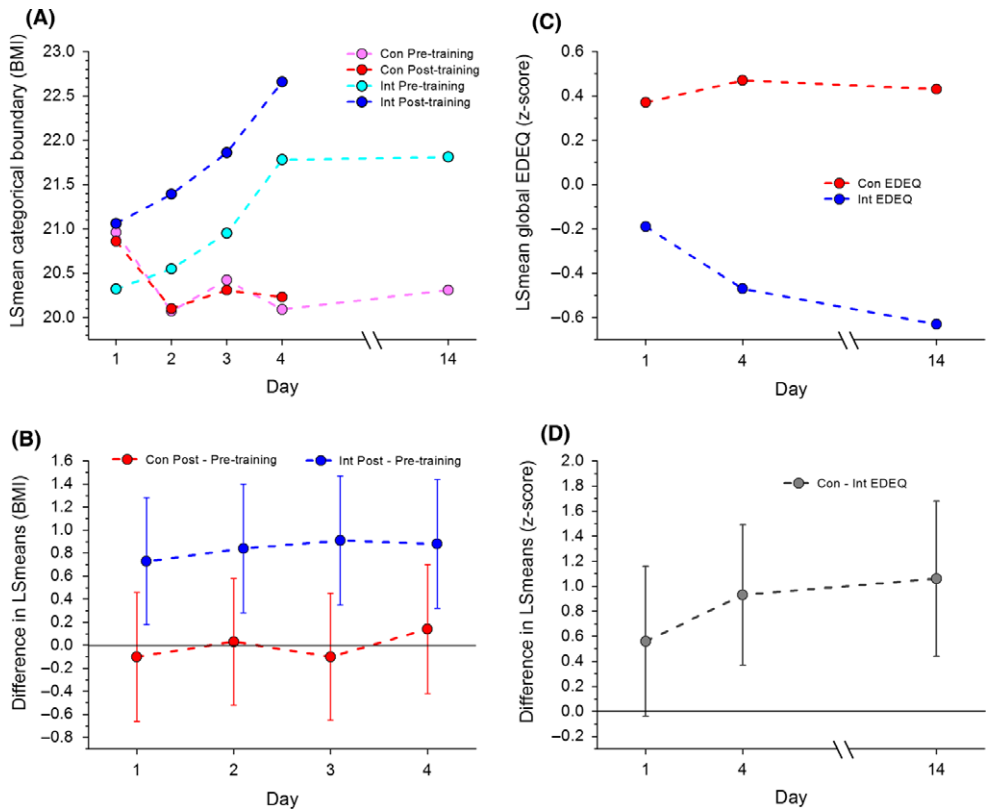 (A)
LSmean categorical boundary (BMI)
23.0
22.5
22.0
21.5
21.0
20.5
20.0
Con Pre-training
Con Post-training
Int Pre-training
Int Post-training
1 2 3 4 14
Day
(C)
LSmean global EDEQ (z-score)
0.6
0.4
0.2
0.0
–0.2
–0.4
–0.6
Con EDEQ
Int EDEQ
1 4 14
Day
(B)
Difference in LSmeans (BMI)
1.6
1.4
1.2
1.0
0.8
0.6
0.4
0.2
0.0
–0.2
–0.4
–0.6
–0.8
Con Post - Pre-training
Int Post - Pre-training
1 2 3 4
Day
(D)
Difference in LSmeans (z-score)
2.0
1.8
1.6
1.4
1.2
1.0
0.8
0.6
0.4
0.2
0.0
–0.2
Con - Int EDEQ
1 4 14
Day